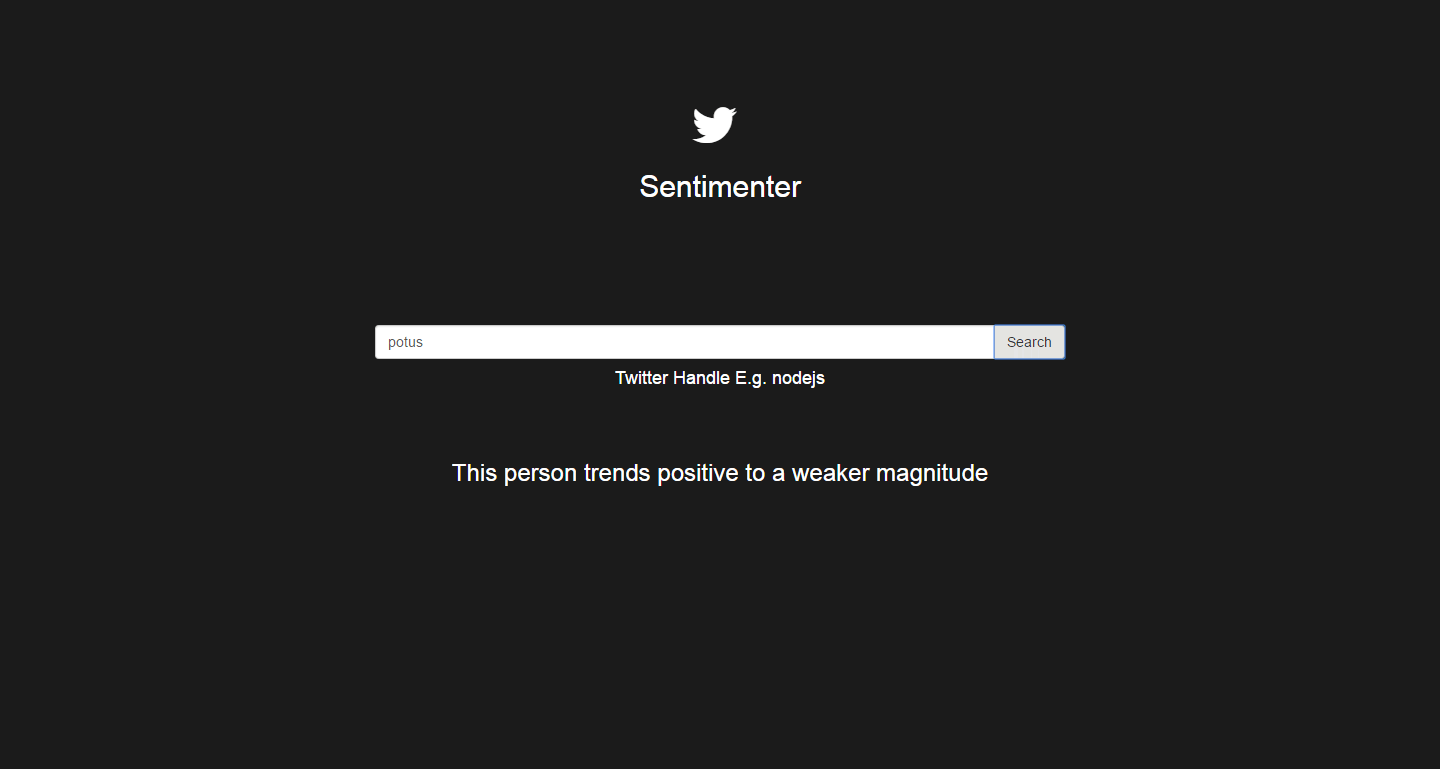 Sentimenter
potus
Search
Twitter Handle E.g. nodejs
This person trends positive to a weaker magnitude